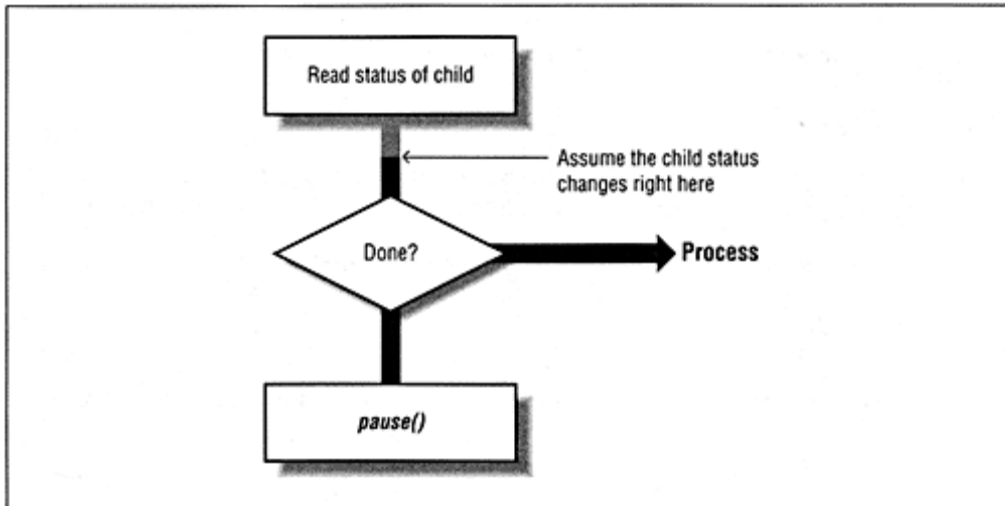 Read status of child
Assume the child status
changes right here
Done?
Process
pause()